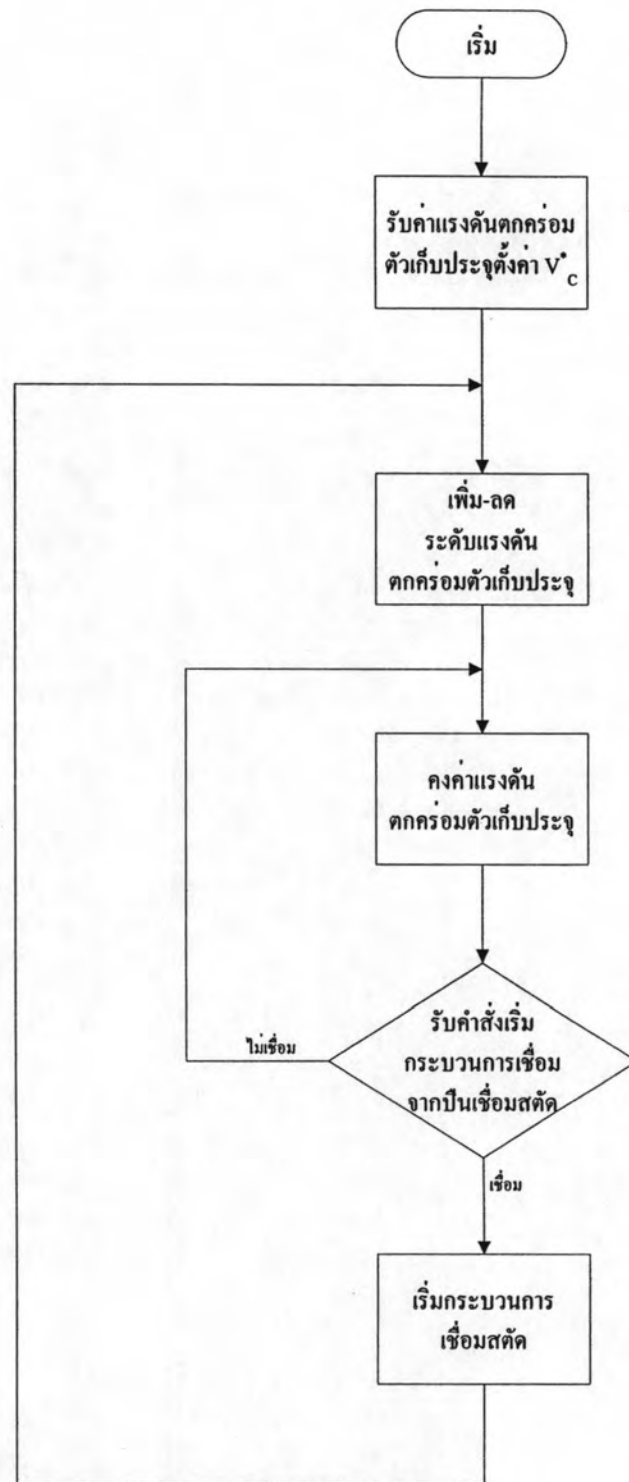 เริ่ม
รับค่าแรงดันตกคร่อม
ตัวเก็บประจุตั้งค่า V*C
เพิ่ม-ลด
ระดับแรงดัน
ตกคร่อมตัวเก็บประจุ
คงค่าแรงดัน
ตกคร่อมตัวเก็บประจุ
รับคำสั่งเริ่ม
กระบวนการเชื่อม
จากปืนเชื่อมสตัด
ไม่เชื่อม
เชื่อม
เริ่มกระบวนการ
เชื่อมสตัด